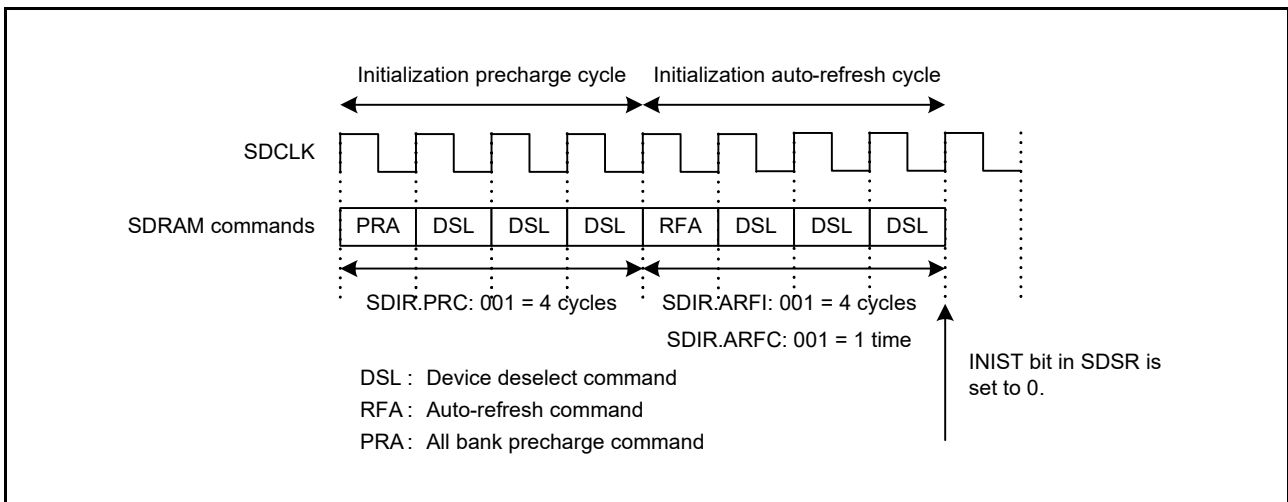 Initialization precharge cycle Initialization auto-refresh cycle
SDCLK
SDRAM commands PRA DSL DSL DSL RFA DSL DSL DSL
SDIR.PRC: 001 = 4 cycles SDIR.ARFI: 001 = 4 cycles
SDIR.ARFC: 001 = 1 time
INIST bit in SDSR is
set to 0.
DSL : Device deselect command
RFA : Auto-refresh command
PRA : All bank precharge command